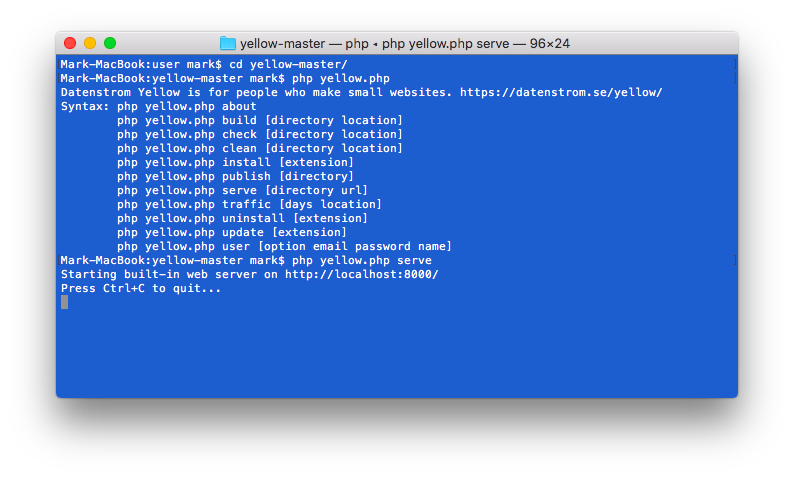 yellow-master — php ◂ php yellow.php serve — 96×24
Mark-MacBook:user mark$ cd yellow-master/
Mark-MacBook:yellow-master mark$ php yellow.php
Datenstrom Yellow is for people who make small websites. https://datenstrom.se/yellow/
Syntax: php yellow.php about
        php yellow.php build [directory location]
        php yellow.php check [directory location]
        php yellow.php clean [directory location]
        php yellow.php install [extension]
        php yellow.php publish [directory]
        php yellow.php serve [directory url]
        php yellow.php traffic [days location]
        php yellow.php uninstall [extension]
        php yellow.php update [extension]
        php yellow.php user [option email password name]
Mark-MacBook:yellow-master mark$ php yellow.php serve
Starting built-in web server on http://localhost:8000/
Press Ctrl+C to quit...